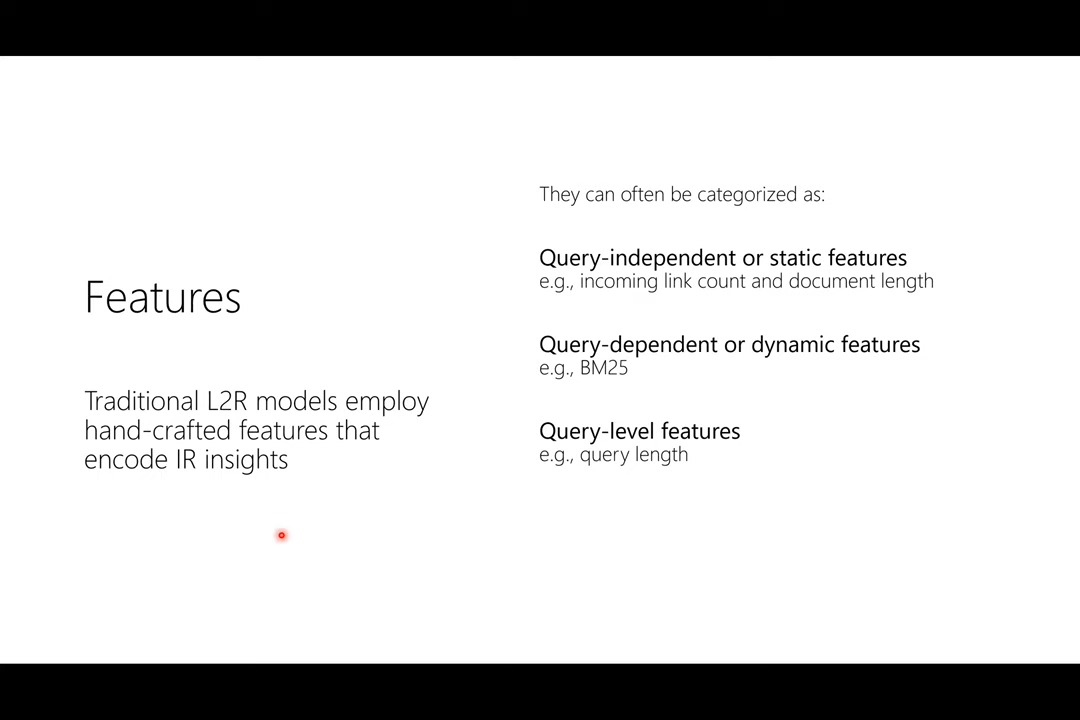 Features
Traditional L2R models employ
hand-crafted features that
encode IR insights
They can often be categorized as:
Query-independent or static features
e.g., incoming link count and document length
Query-dependent or dynamic features
e.g., BM25
Query-level features
e.g., query length